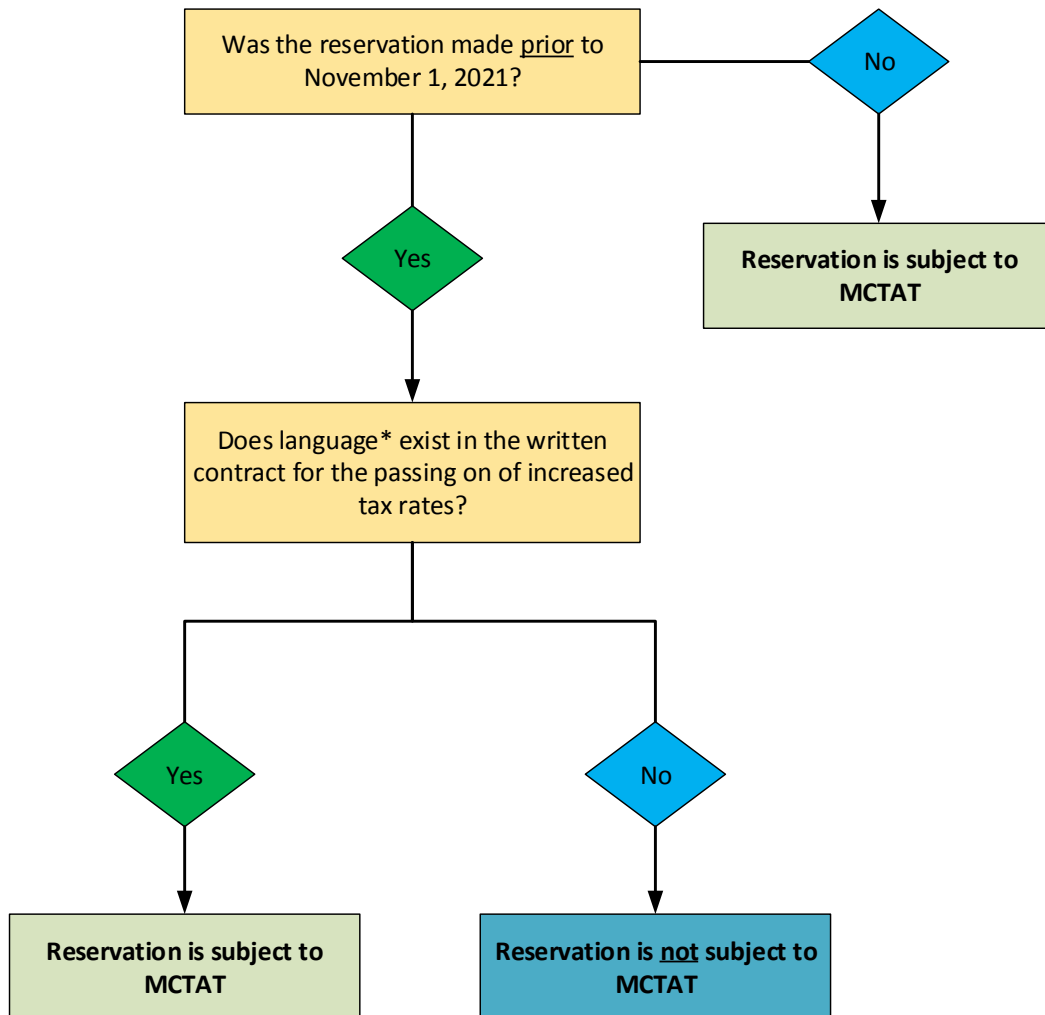 Was the reservation made prior to
November 1, 2021?
No
Reservation is subject to
MCTAT
Yes
Does language* exist in the written
contract for the passing on of increased
tax rates?
Yes
No
Reservation is subject to
MCTAT
Reservation is not subject to
MCTAT